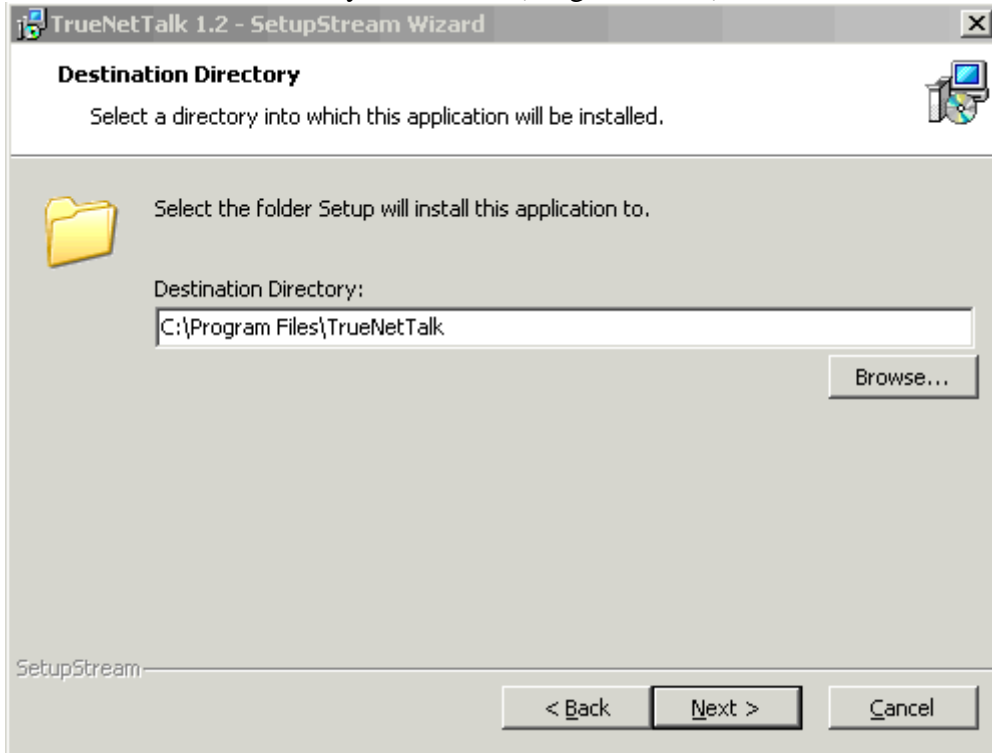 TrueNetTalk 1.2 - SetupStream Wizard
Destination Directory
Select a directory into which this application will be installed.
Select the folder Setup will install this application to.
Destination Directory:
C:\Program Files\TrueNetTalk
Browse...
SetupStream
< Back Next > Cancel